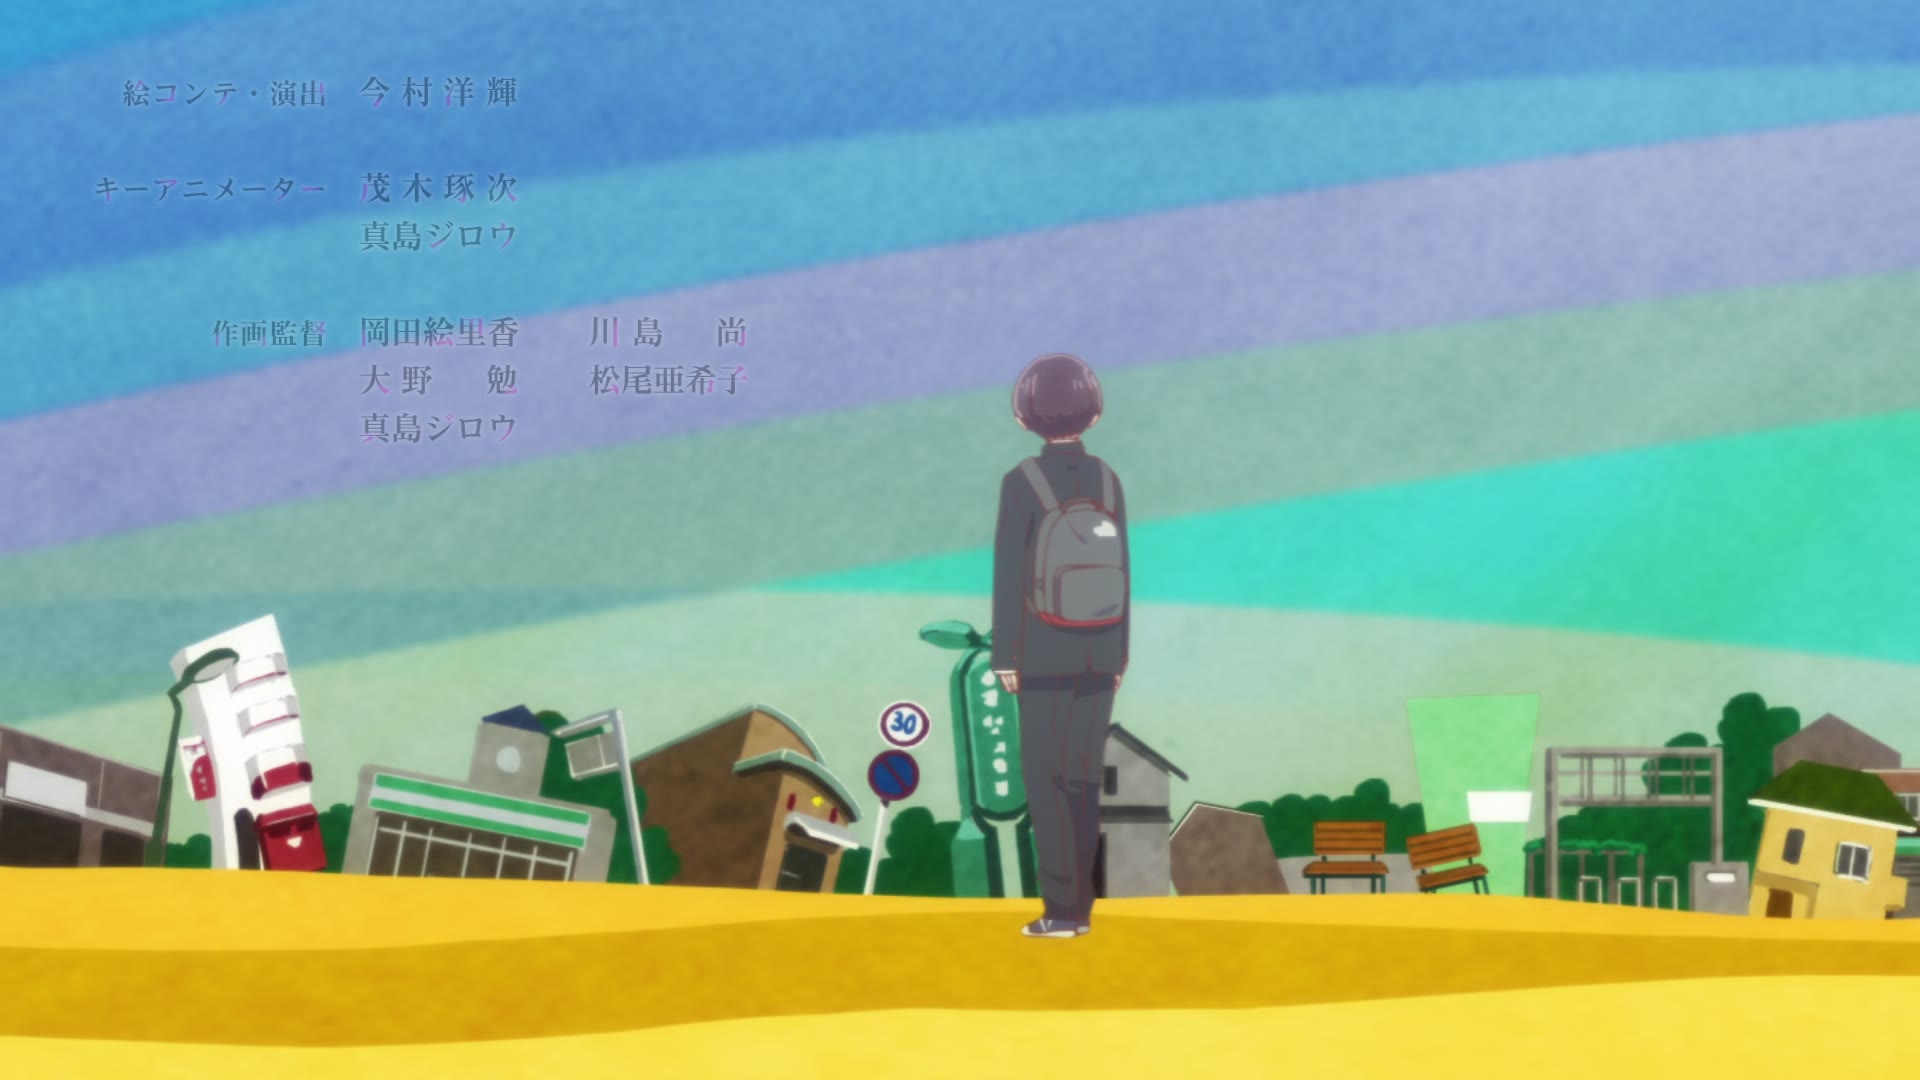 絵コンテ・演出 今村洋輝
キーアニメーター 茂木琢次
真島ジロウ
作画監督 岡田絵里香 川島 尚
大野 勉 松尾亜希子
真島ジロウ
30